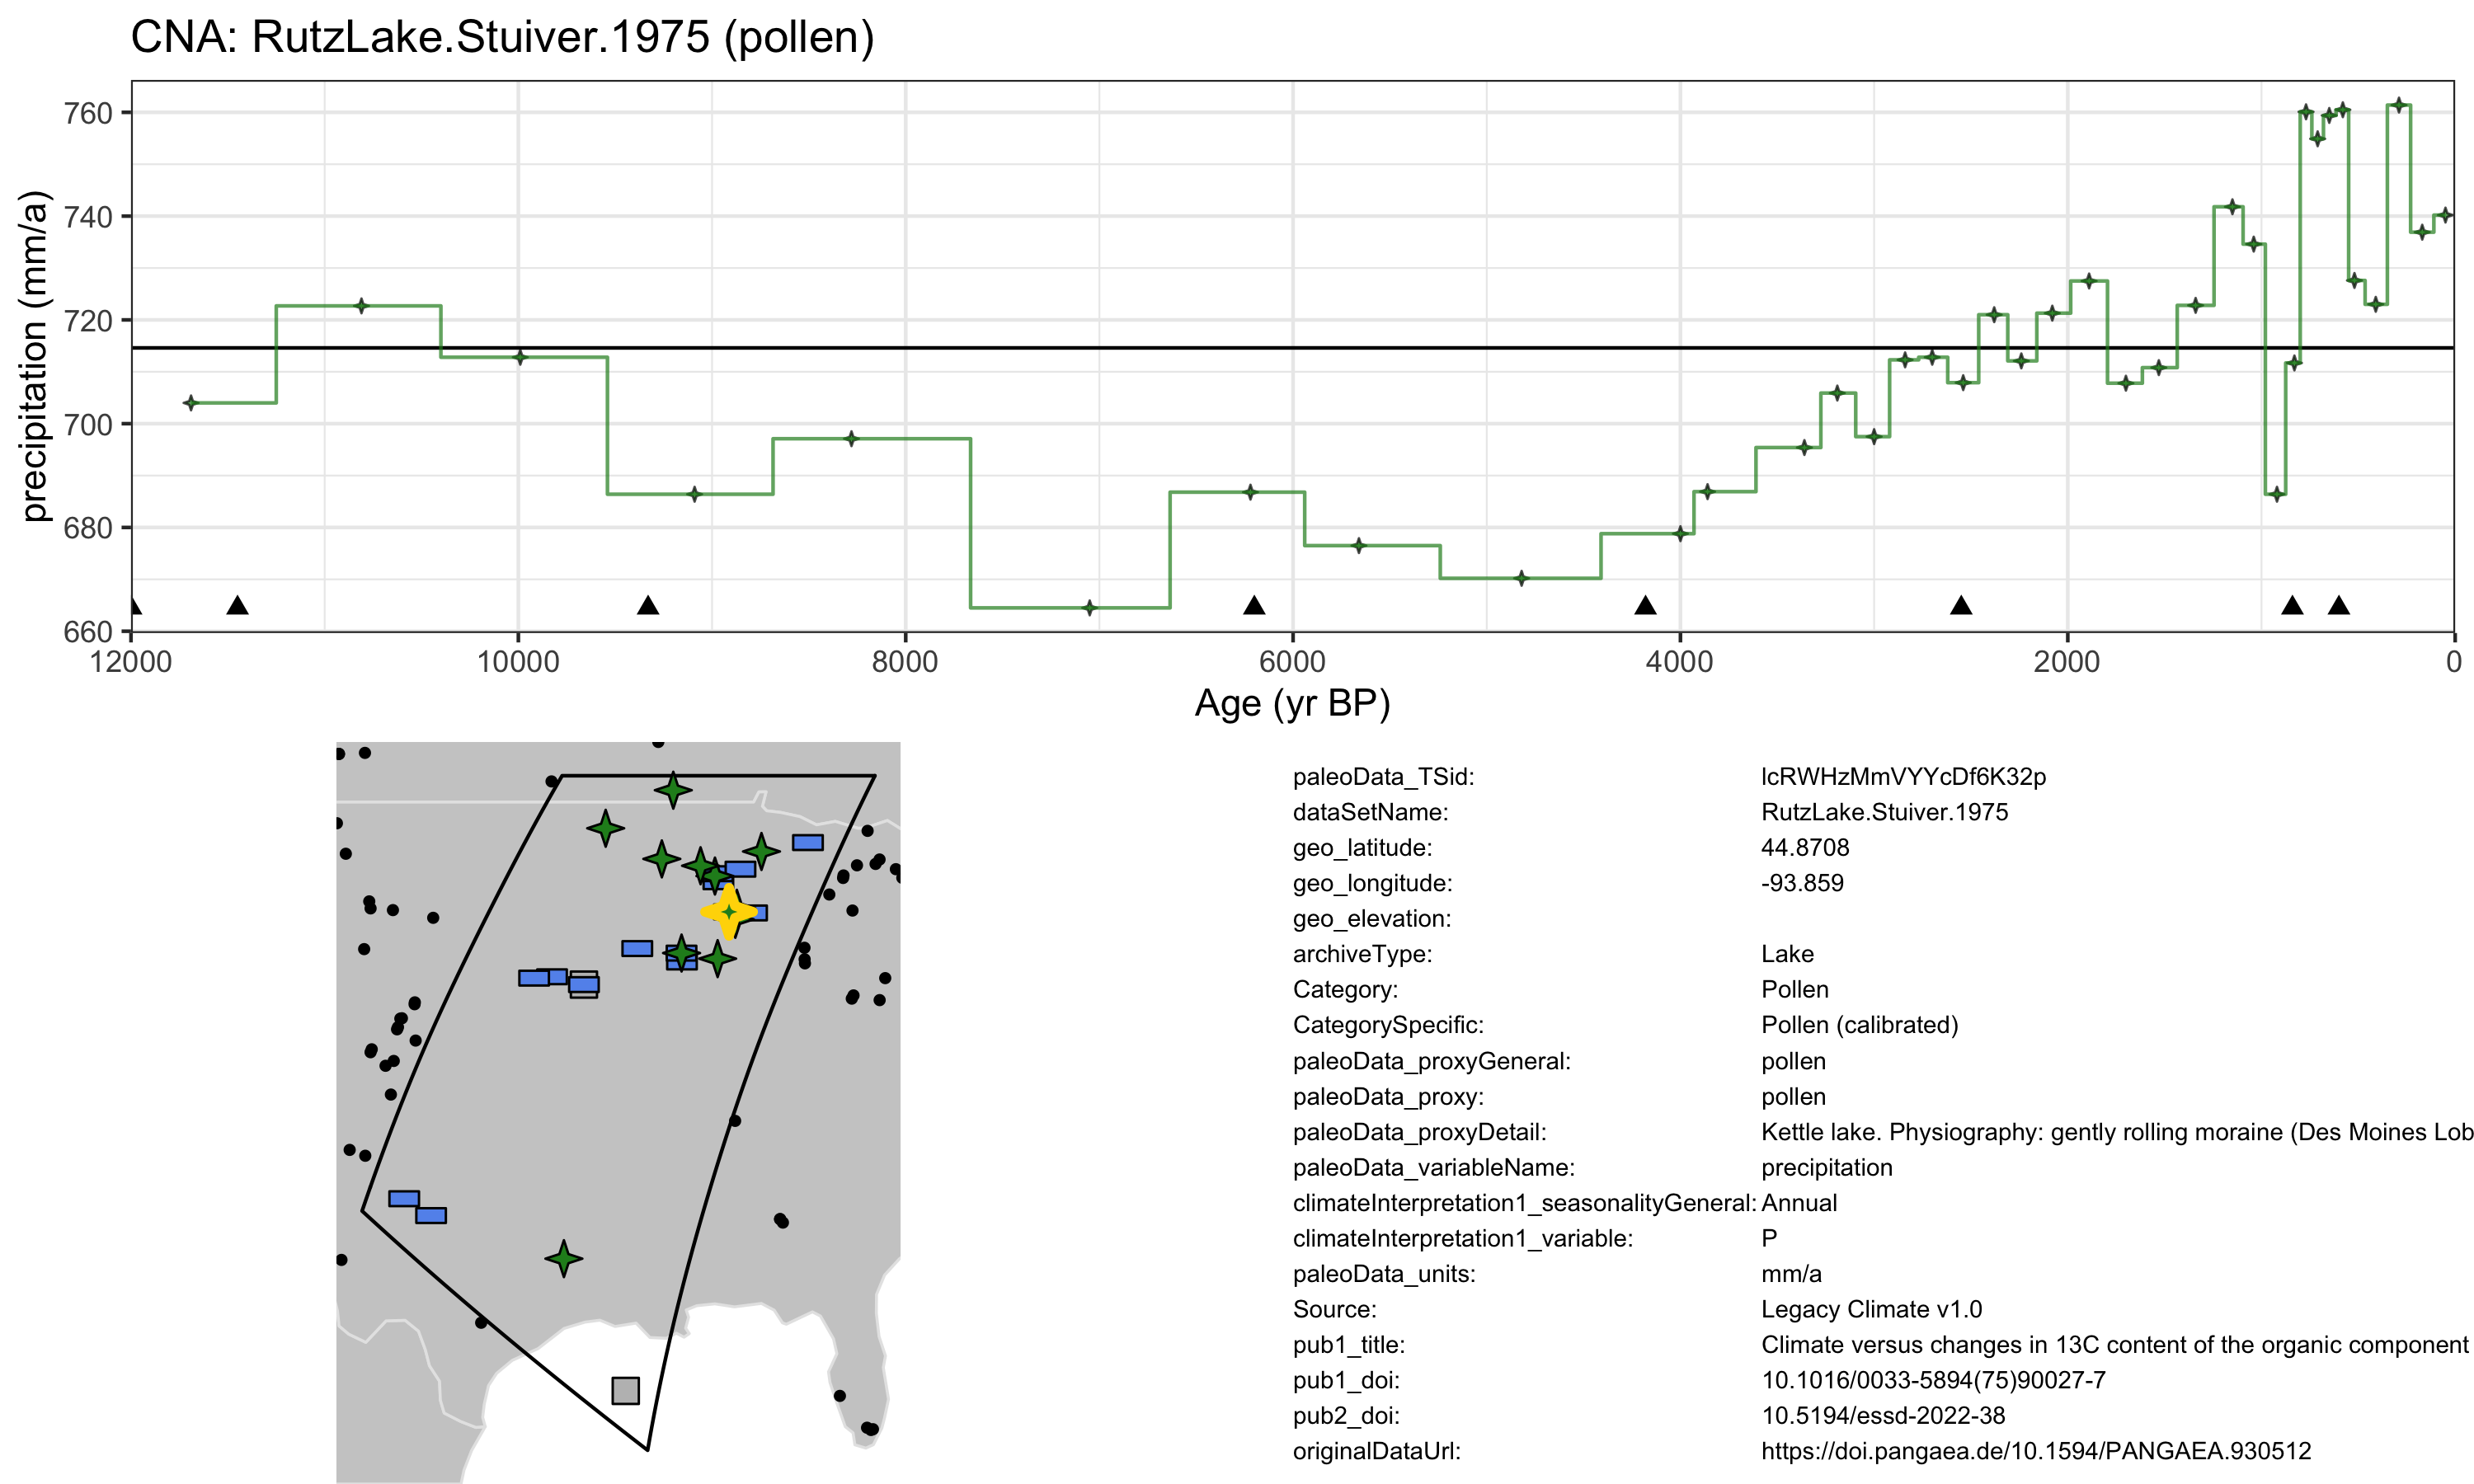 CNA: RutzLake.Stuiver.1975 (pollen)
precipitation (mm/a)
760
740
720
700
680
660
12000 10000 8000 6000 4000 2000 0
Age (yr BP)
paleoData_TSid: lcRWHzMmVYYcDf6K32p
dataSetName: RutzLake.Stuiver.1975
geo_latitude: 44.8708
geo_longitude: -93.859
geo_elevation:
archiveType: Lake
Category: Pollen
CategorySpecific: Pollen (calibrated)
paleoData_proxyGeneral: pollen
paleoData_proxy: pollen
paleoData_proxyDetail: Kettle lake. Physiography: gently rolling moraine (Des Moines Lob
paleoData_variableName: precipitation
climateInterpretation1_seasonalityGeneral: Annual
climateInterpretation1_variable: P
paleoData_units: mm/a
Source: Legacy Climate v1.0
pub1_title: Climate versus changes in 13C content of the organic component
pub1_doi: 10.1016/0033-5894(75)90027-7
pub2_doi: 10.5194/essd-2022-38
originalDataUrl: https://doi.pangaea.de/10.1594/PANGAEA.930512